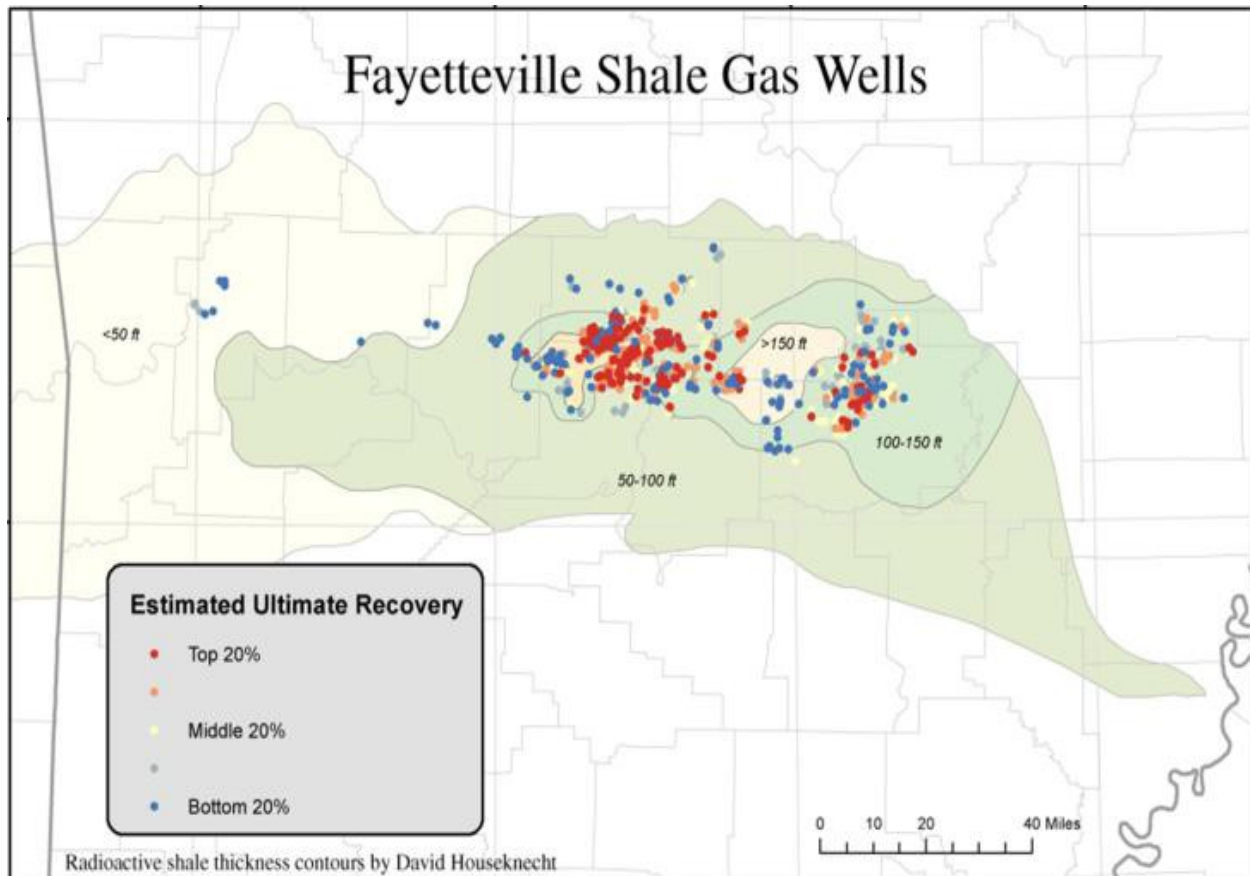 Fayetteville Shale Gas Wells
<50 ft
>150 ft
100-150 ft
50-100 ft
Estimated Ultimate Recovery
Top 20%
Middle 20%
Bottom 20%
0 10 20 40 Miles
Radioactive shale thickness contours by David Houseknecht